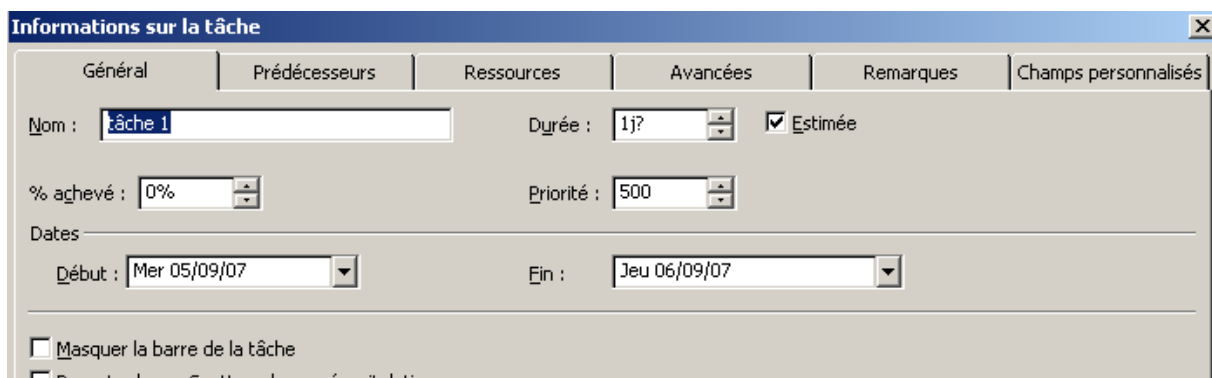 Informations sur la tâche
Général Prédécesseurs Ressources Avancées Remarques Champs personnalisés
Nom : tâche 1 Durée : 1j? Estimée
% achevé : 0% Priorité : 500
Dates
Début : Mer 05/09/07 Fin : Jeu 06/09/07
Masquer la barre de la tâche